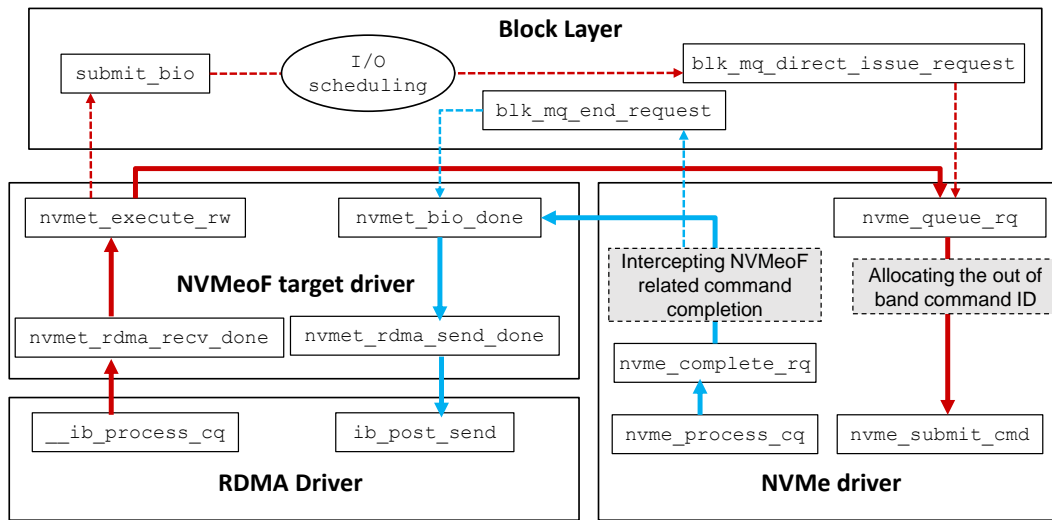 Block Layer
submit_bio
I/O
scheduling
blk_mq_direct_issue_request
blk_mq_end_request
nvmet_execute_rw
nvmet_bio_done
NVMeoF target driver
nvmet_rdma_recv_done
nvmet_rdma_send_done
__ib_process_cq
ib_post_send
RDMA Driver
nvme_queue_rq
Intercepting NVMeoF
related command
completion
Allocating the out of
band command ID
nvme_complete_rq
nvme_process_cq
nvme_submit_cmd
NVMe driver